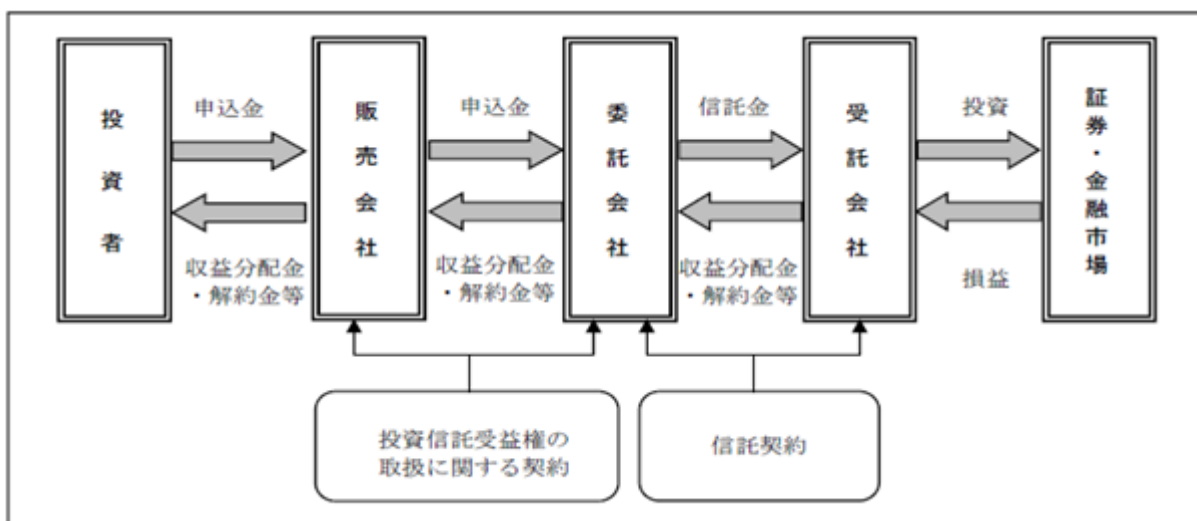 投資者
申込金
収益分配金
・解約金等
販売会社
申込金
収益分配金
・解約金等
委託会社
信託金
収益分配金
・解約金等
受託会社
投資
損益
証券・金融市場
投資信託受益権の
取扱に関する契約
信託契約